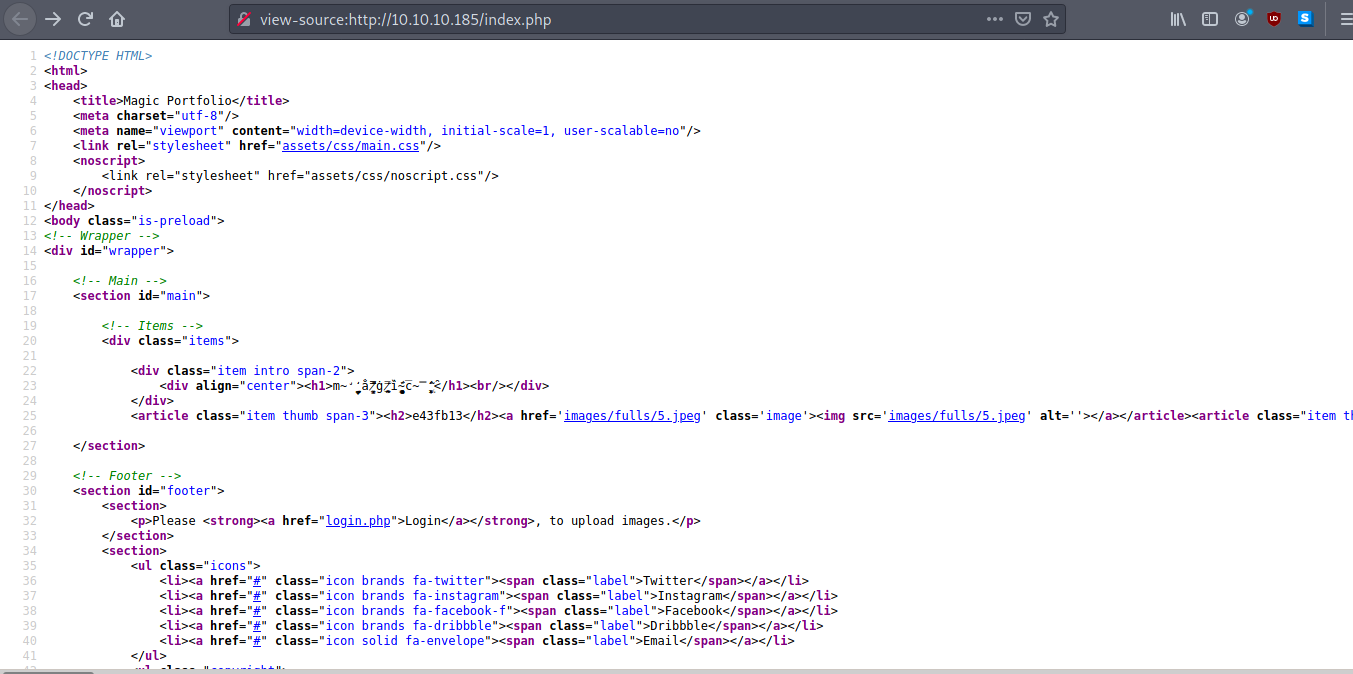 view-source:http://10.10.10.185/index.php
1 <!DOCTYPE HTML>
2 <html>
3 <head>
4 <title>Magic Portfolio</title>
5 <meta charset="utf-8"/>
6 <meta name="viewport" content="width=device-width, initial-scale=1, user-scalable=no"/>
7 <link rel="stylesheet" href="assets/css/main.css"/>
8 <noscript>
9 <link rel="stylesheet" href="assets/css/noscript.css"/>
10 </noscript>
11 </head>
12 <body class="is-preload">
13 <!-- Wrapper -->
14 <div id="wrapper">
15
16 <!-- Main -->
17 <section id="main">
18
19 <!-- Items -->
20 <div class="items">
21
22 <div class="item intro span-2">
23 <div align="center"><h1></h1><br/></div>
24 </div>
25 <article class="item thumb span-3"><h2>e43fb13</h2><a href='images/fulls/5.jpeg' class='image'><img src='images/fulls/5.jpeg' alt=''></a></article><article class="item
26
27 </section>
28
29 <!-- Footer -->
30 <section id="footer">
31 <section>
32 <p>Please <strong><a href="login.php">Login</a></strong>, to upload images.</p>
33 </section>
34 <section>
35 <ul class="icons">
36 <li><a href="#" class="icon brands fa-twitter"><span class="label">Twitter</span></a></li>
37 <li><a href="#" class="icon brands fa-instagram"><span class="label">Instagram</span></a></li>
38 <li><a href="#" class="icon brands fa-facebook-f"><span class="label">Facebook</span></a></li>
39 <li><a href="#" class="icon brands fa-dribbble"><span class="label">Dribbble</span></a></li>
40 <li><a href="#" class="icon solid fa-envelope"><span class="label">Email</span></a></li>
41 </ul>